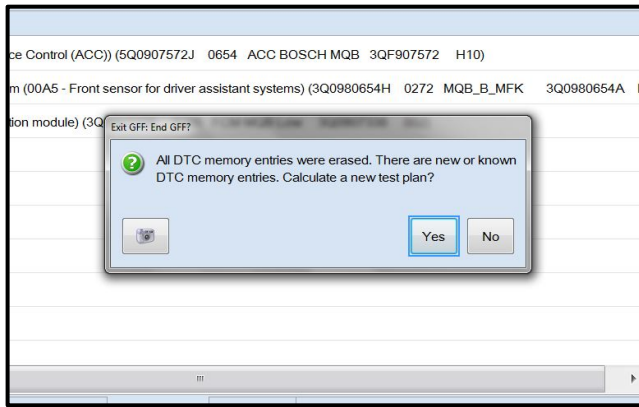 ce Control (ACC)) (5Q0907572J 0654 ACC BOSCH MQB 3QF907572 H10)
m (00A5 - Front sensor for driver assistant systems) (3Q0980654H 0272 MQB_B_MFK 3Q0980654A
tion module) (3Q
Exit GFF: End GFF?
All DTC memory entries were erased. There are new or known
DTC memory entries. Calculate a new test plan?
Yes No